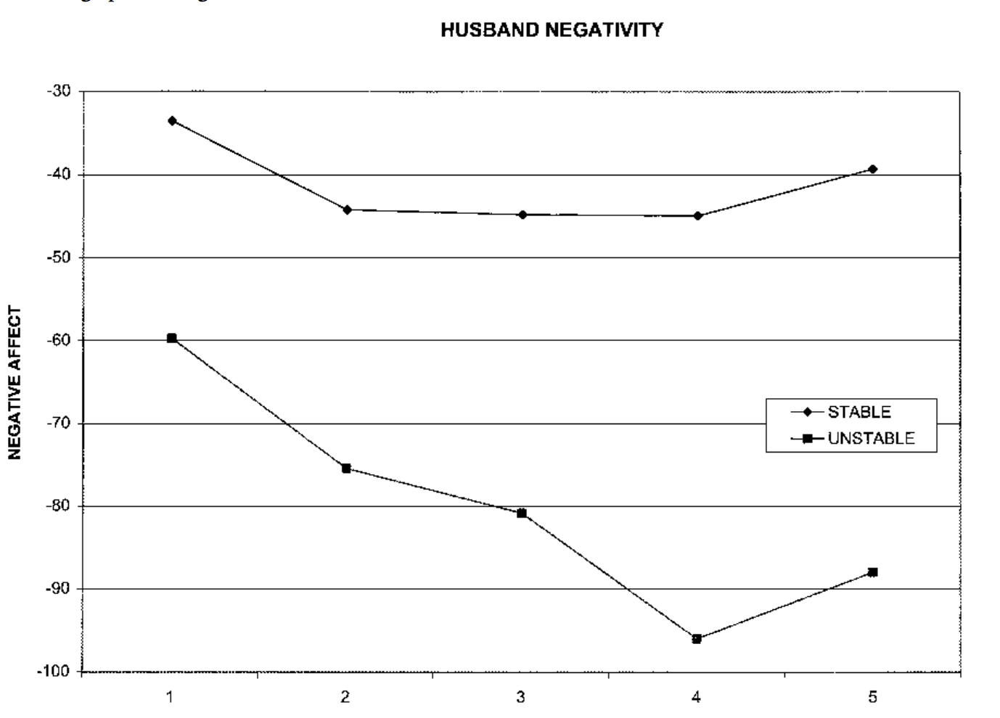 HUSBAND NEGATIVITY
-30
-40
-50
-60
-70
-80
-90
-100
NEGATIVE AFFECT
STABLE
UNSTABLE
1 2 3 4 5